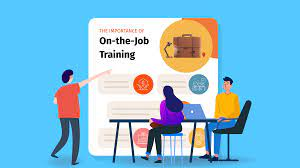 THE IMPORTANCE OF
On-the-Job
Training